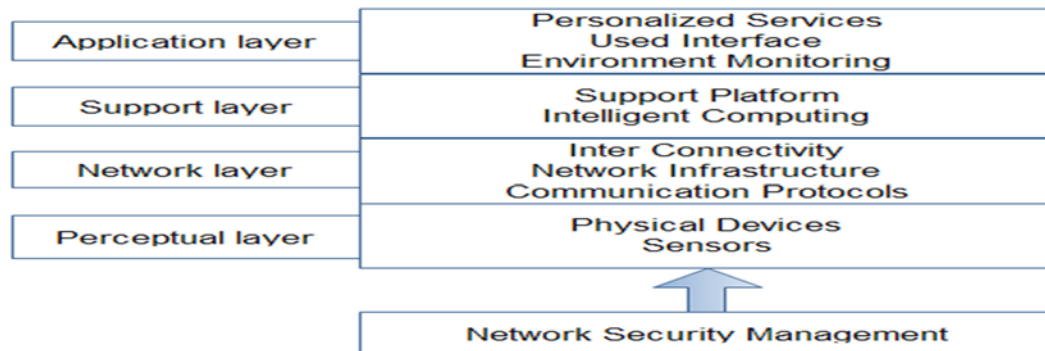 Application layer
Personalized Services
Used Interface
Environment Monitoring
Support layer
Support Platform
Intelligent Computing
Network layer
Inter Connectivity
Network Infrastructure
Communication Protocols
Perceptual layer
Physical Devices
Sensors
Network Security Management